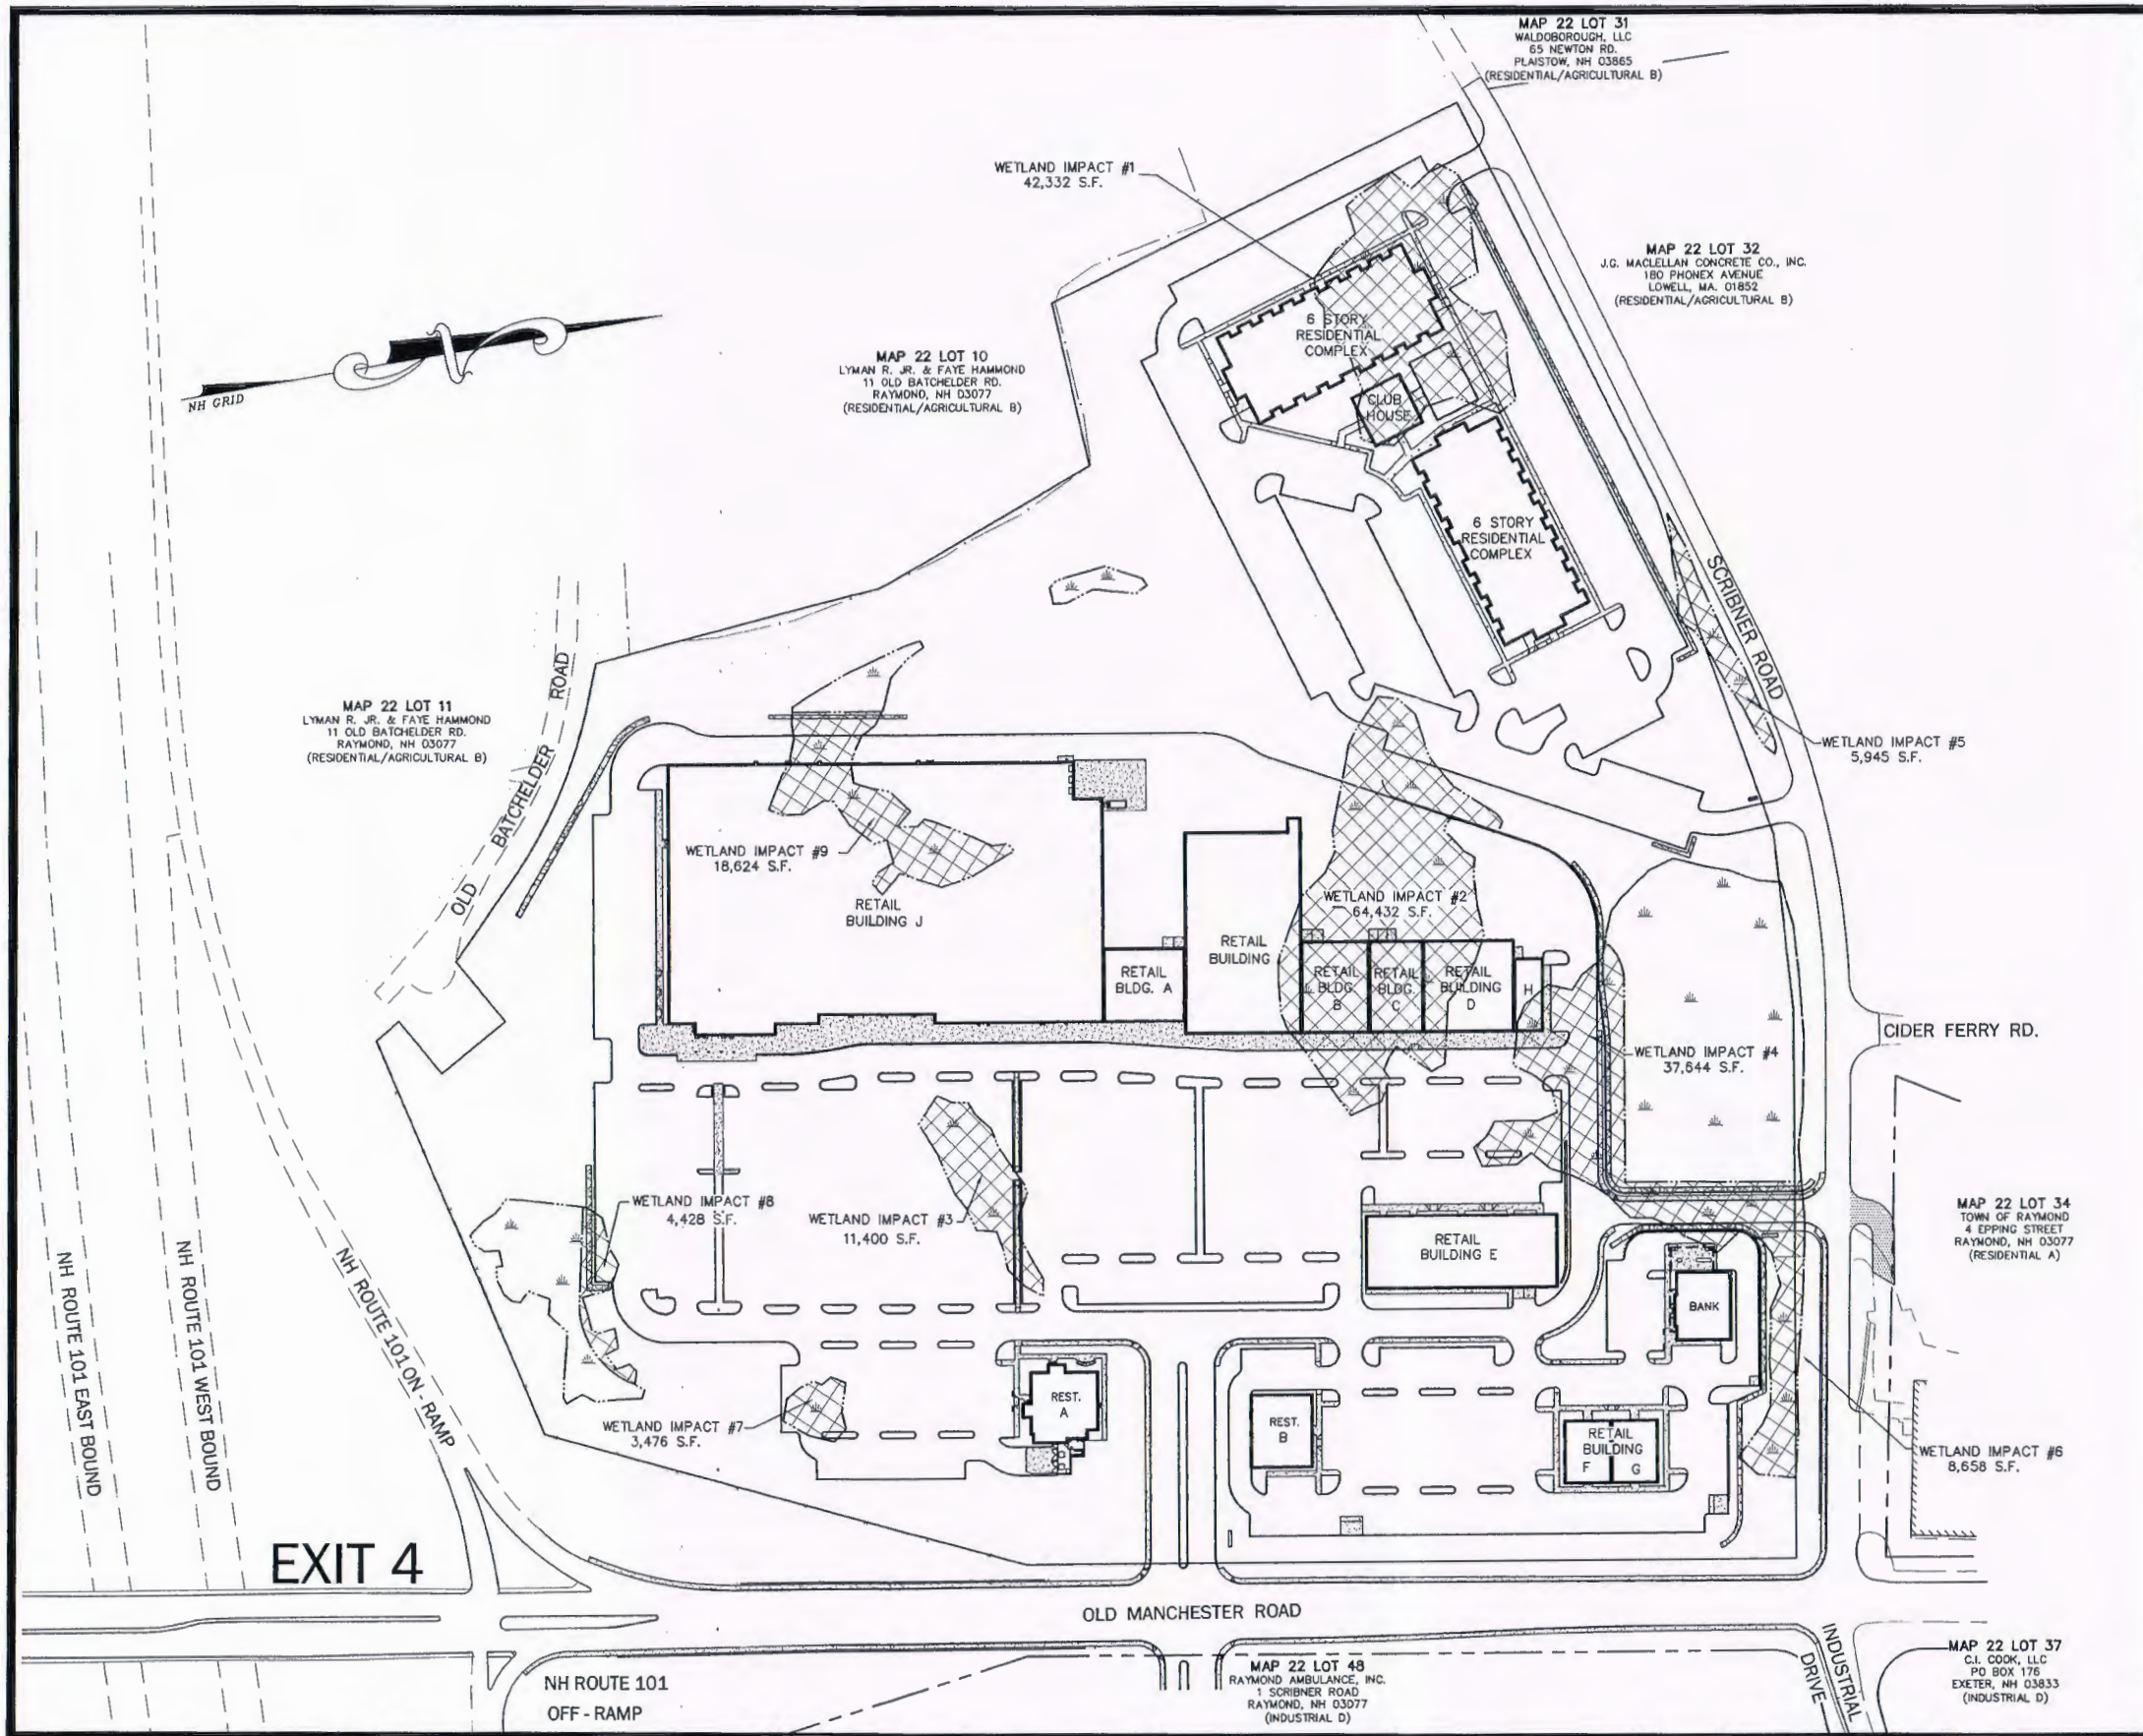 MAP 22 LOT 31
WALDOBOROUGH, LLC
65 NEWTON RD.
PLAISTOW, NH 03865
(RESIDENTIAL/AGRICULTURAL B)
WETLAND IMPACT #1
42,332 S.F.
MAP 22 LOT 32
J.G. MACLELLAN CONCRETE CO., INC.
180 PHONEX AVENUE
LOWELL, MA. 01852
(RESIDENTIAL/AGRICULTURAL B)
6 STORY
RESIDENTIAL
COMPLEX
N
NH GRID
MAP 22 LOT 10
LYMAN R. JR. & FAYE HAMMOND
11 OLD BATCHELDER RD.
RAYMOND, NH 03077
(RESIDENTIAL/AGRICULTURAL B)
CLUB
HOUSE
6 STORY
RESIDENTIAL
COMPLEX
SCRIBNER ROAD
OLD BATCHELDER ROAD
MAP 22 LOT 11
LYMAN R. JR. & FAYE HAMMOND
11 OLD BATCHELDER RD.
RAYMOND, NH 03077
(RESIDENTIAL/AGRICULTURAL B)
WETLAND IMPACT #5
5,945 S.F.
WETLAND IMPACT #9
18,624 S.F.
RETAIL
BUILDING J
WETLAND IMPACT #2
64,432 S.F.
RETAIL
BUILDING
RETAIL
BLDG. A
RETAIL
BLDG.
B
RETAIL
BLDG.
C
RETAIL
BUILDING
D
H
CIDER FERRY RD.
WETLAND IMPACT #4
37,644 S.F.
WETLAND IMPACT #8
4,428 S.F.
WETLAND IMPACT #3
11,400 S.F.
RETAIL
BUILDING E
MAP 22 LOT 34
TOWN OF RAYMOND
4 EPPING STREET
RAYMOND, NH 03077
(RESIDENTIAL A)
BANK
NH ROUTE 101 EAST BOUND
NH ROUTE 101 WEST BOUND
NH ROUTE 101 ON - RAMP
REST.
A
REST.
B
WETLAND IMPACT #7
3,476 S.F.
RETAIL
BUILDING
F G
WETLAND IMPACT #6
8,658 S.F.
EXIT 4
OLD MANCHESTER ROAD
INDUSTRIAL
DRIVE
NH ROUTE 101
OFF - RAMP
MAP 22 LOT 48
RAYMOND AMBULANCE, INC.
1 SCRIBNER ROAD
RAYMOND, NH 03077
(INDUSTRIAL D)
MAP 22 LOT 37
C.I. COOK, LLC
PO BOX 176
EXETER, NH 03833
(INDUSTRIAL D)